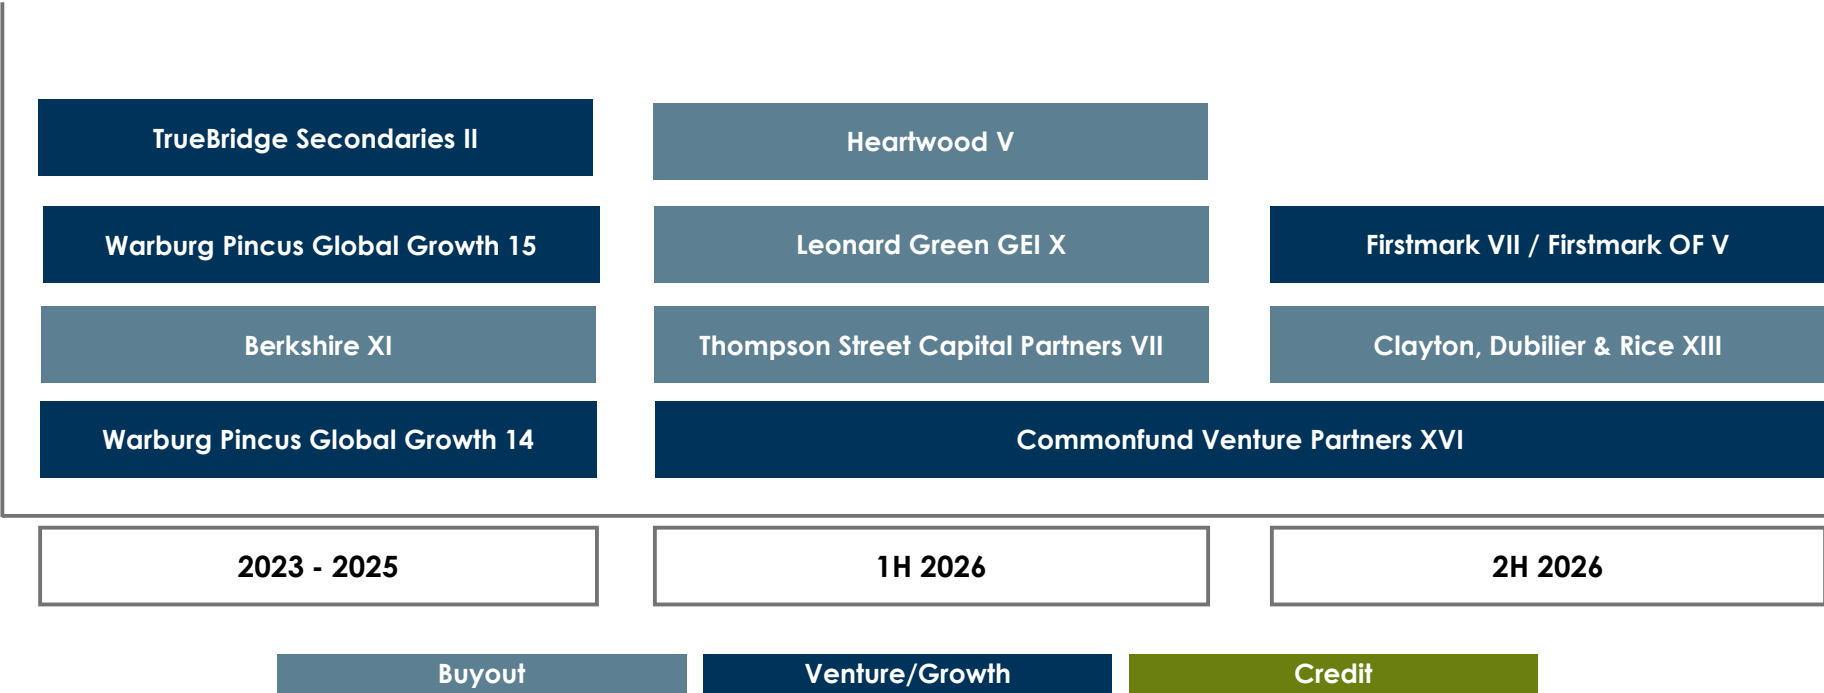 TrueBridge Secondaries II
Heartwood V
Warburg Pincus Global Growth 15
Leonard Green GEI X
Firstmark VII / Firstmark OF V
Berkshire XI
Thompson Street Capital Partners VII
Clayton, Dubilier & Rice XIII
Warburg Pincus Global Growth 14
Commonfund Venture Partners XVI
2023 - 2025
1H 2026
2H 2026
Buyout
Venture/Growth
Credit